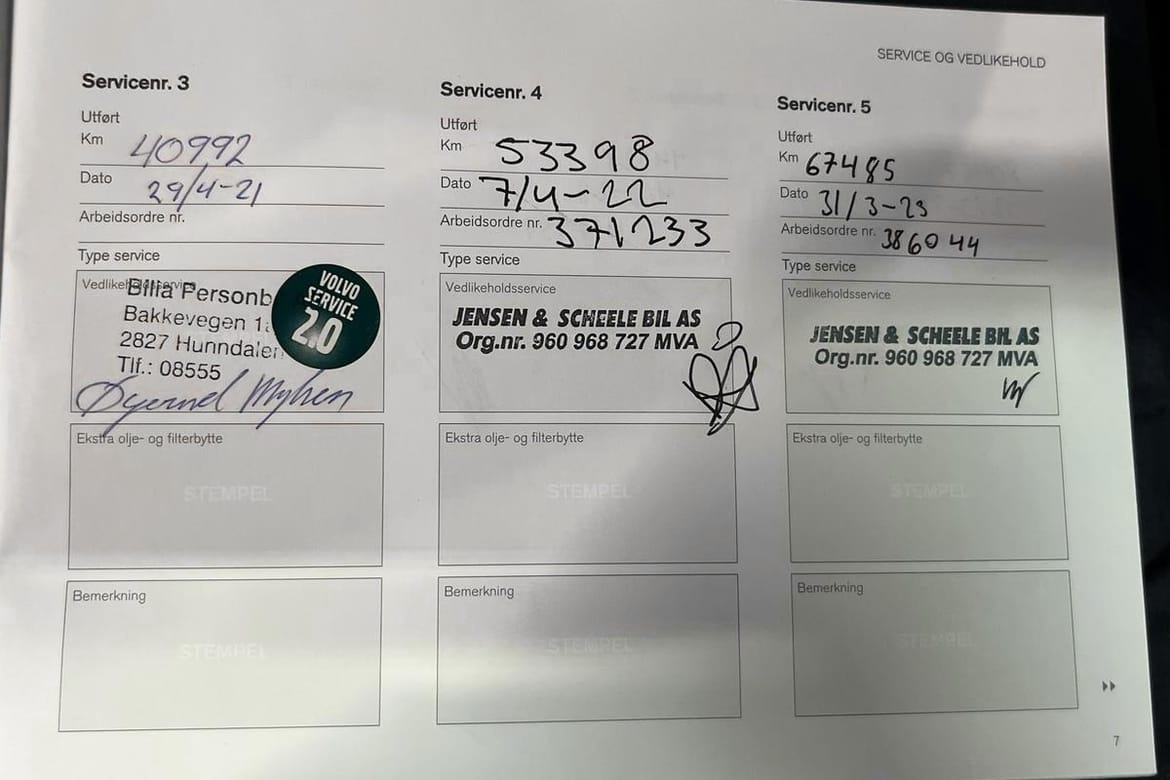 SERVICE OG VEDLIKEHOLD
Servicenr. 3
Utført
Km 40992
Dato 29/4-21
Arbeidsordre nr.
Type service
Vedlikeholdsservice
Bilia Personb
Bakkevegen 1
2827 Hunndalen
Tlf.: 08555
VOLVO
SERVICE
2.0
Øyvind Myhren
Ekstra olje- og filterbytte
STEMPEL
Bemerkning
STEMPEL
Servicenr. 4
Utført
Km 53398
Dato 7/4-22
Arbeidsordre nr. 371233
Type service
Vedlikeholdsservice
JENSEN & SCHEELE BIL AS
Org.nr. 960 968 727 MVA
Ekstra olje- og filterbytte
STEMPEL
Bemerkning
STEMPEL
Servicenr. 5
Utført
Km 67485
Dato 31/3-23
Arbeidsordre nr. 386044
Type service
Vedlikeholdsservice
JENSEN & SCHEELE BIL AS
Org.nr. 960 968 727 MVA
Ekstra olje- og filterbytte
STEMPEL
Bemerkning
STEMPEL
7